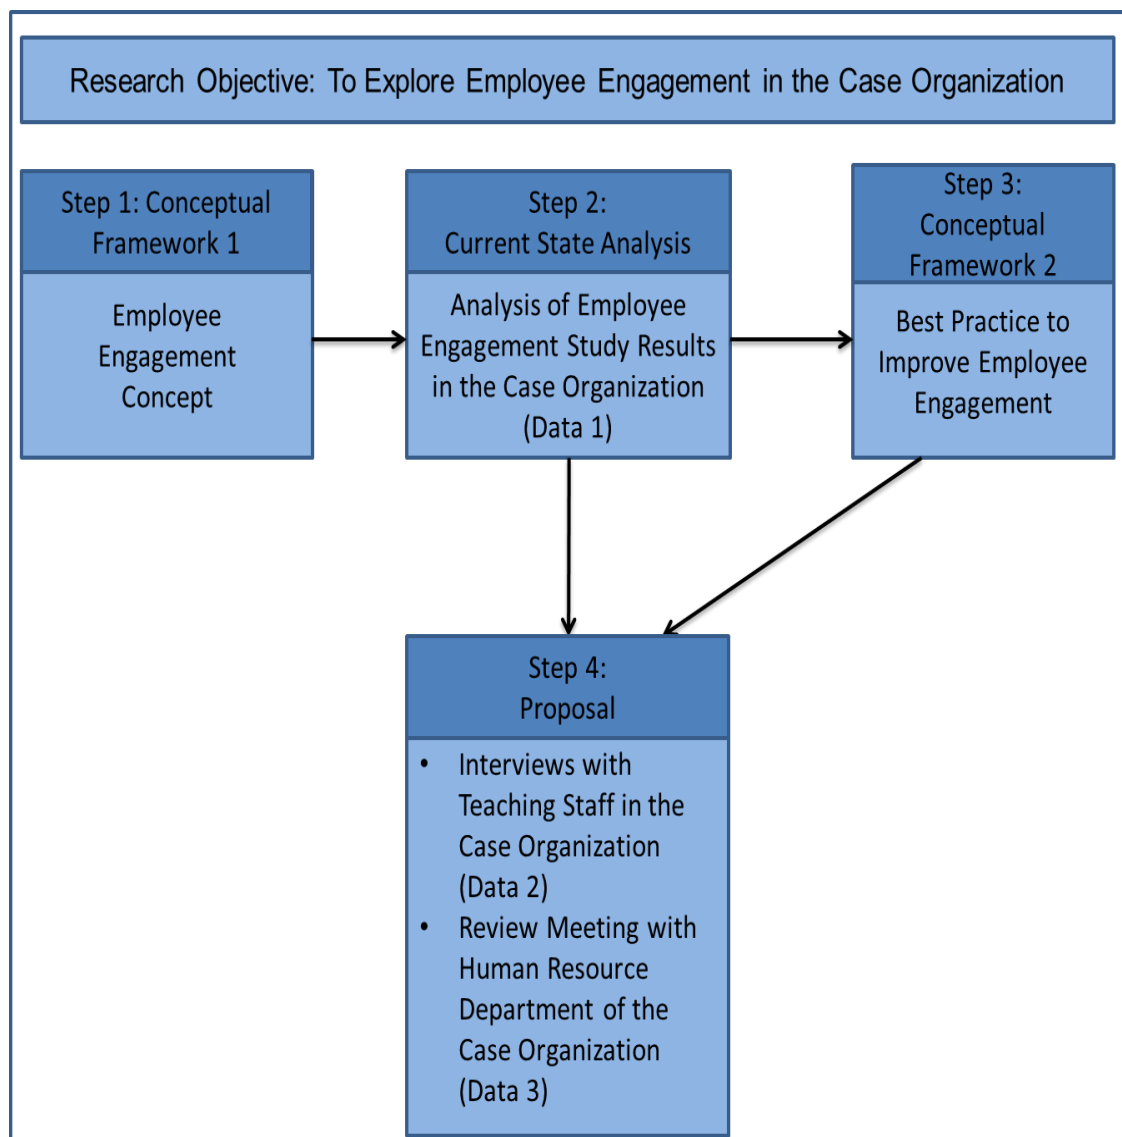 Research Objective: To Explore Employee Engagement in the Case Organization
Step 1: Conceptual
Framework 1
Employee
Engagement
Concept
Step 2:
Current State Analysis
Analysis of Employee
Engagement Study Results
in the Case Organization
(Data 1)
Step 3:
Conceptual
Framework 2
Best Practice to
Improve Employee
Engagement
Step 4:
Proposal
• Interviews with
Teaching Staff in the
Case Organization
(Data 2)
• Review Meeting with
Human Resource
Department of the
Case Organization
(Data 3)